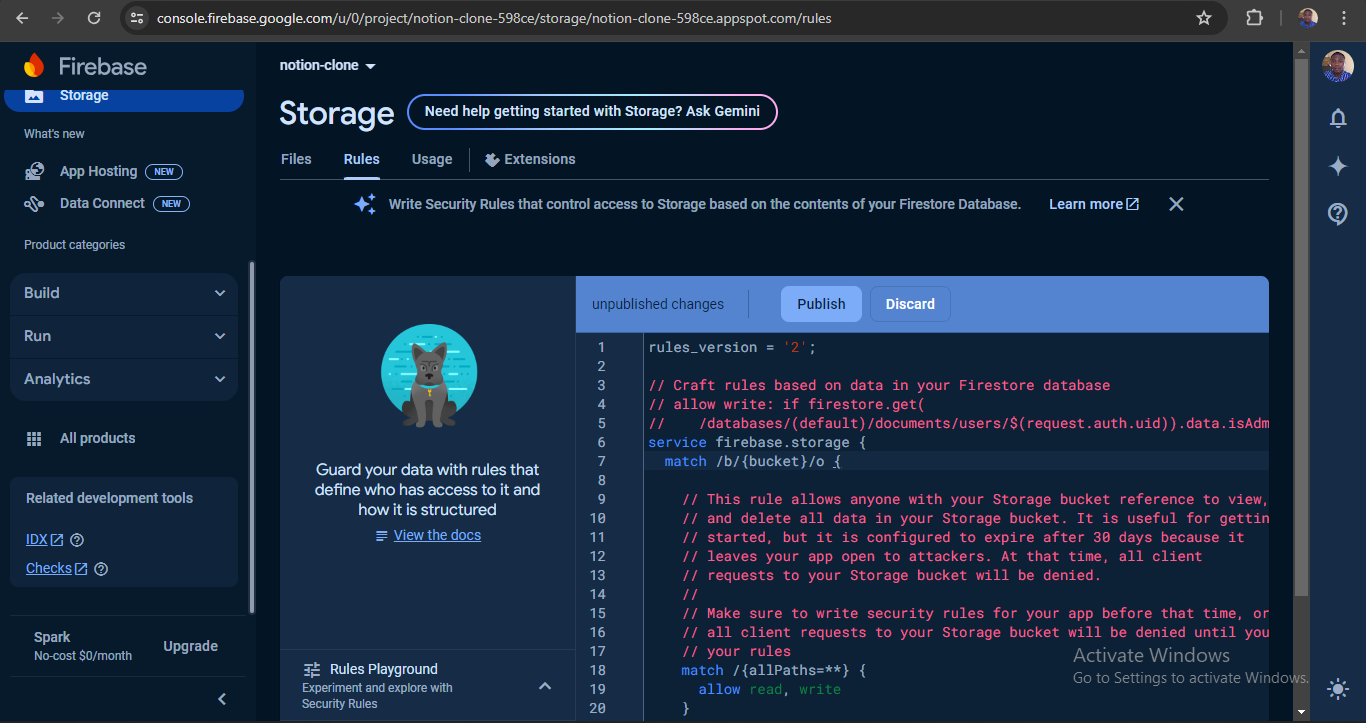 console.firebase.google.com/u/0/project/notion-clone-598ce/storage/notion-clone-598ce.appspot.com/rules
Firebase
Storage
What's new
App Hosting NEW
Data Connect NEW
Product categories
Build
Run
Analytics
All products
Related development tools
IDX
Checks
Spark
No-cost $0/month
Upgrade
notion-clone
Storage
Need help getting started with Storage? Ask Gemini
Files Rules Usage Extensions
Write Security Rules that control access to Storage based on the contents of your Firestore Database. Learn more
Guard your data with rules that
define who has access to it and
how it is structured
View the docs
Rules Playground
Experiment and explore with
Security Rules
unpublished changes Publish Discard
1 rules_version = '2';
2
3 // Craft rules based on data in your Firestore database
4 // allow write: if firestore.get(
5 //    /databases/(default)/documents/users/$(request.auth.uid)).data.isAdm
6 service firebase.storage {
7   match /b/{bucket}/o {
8
9     // This rule allows anyone with your Storage bucket reference to view,
10     // and delete all data in your Storage bucket. It is useful for gettin
11     // started, but it is configured to expire after 30 days because it
12     // leaves your app open to attackers. At that time, all client
13     // requests to your Storage bucket will be denied.
14     //
15     // Make sure to write security rules for your app before that time, or
16     // all client requests to your Storage bucket will be denied until you
17     // your rules
18     match /{allPaths=**} {
19       allow read, write
20     }
Activate Windows
Go to Settings to activate Windows.